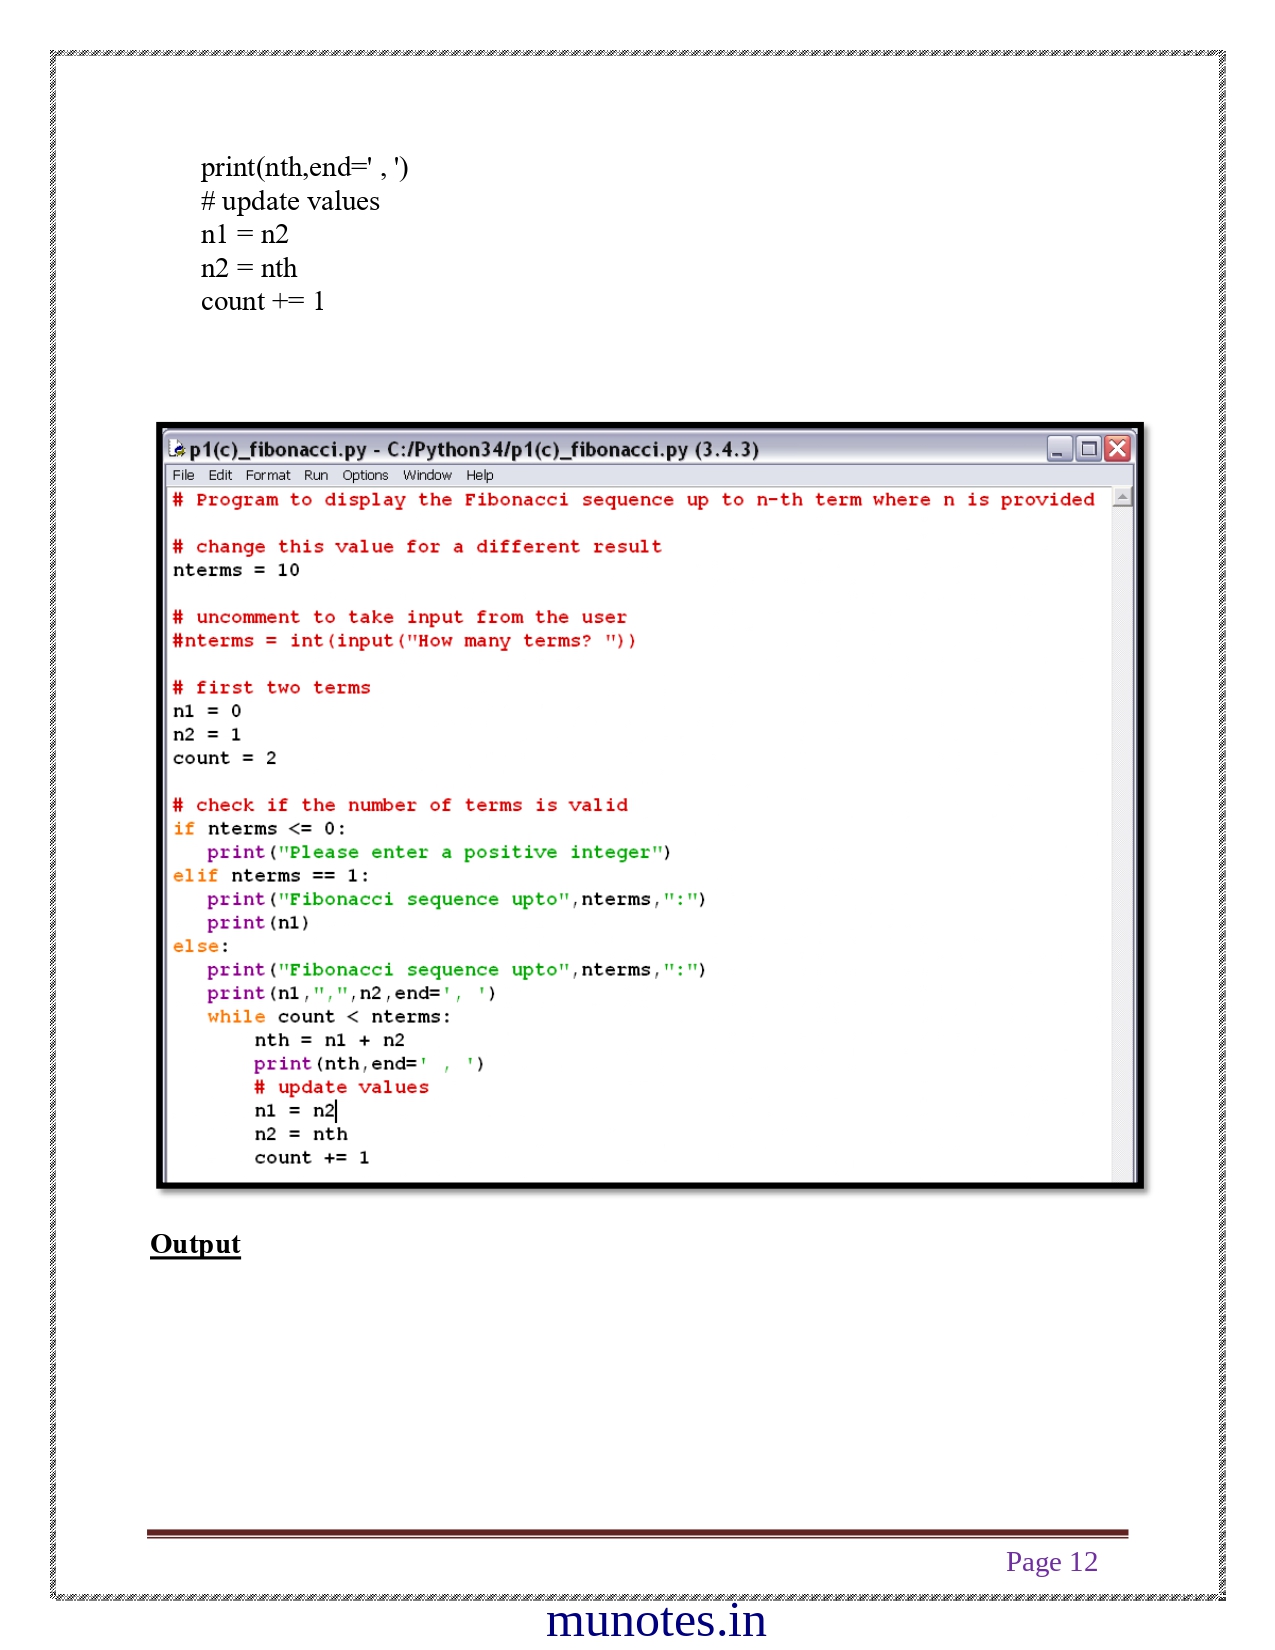 print(nth,end=' , ')
# update values
n1 = n2
n2 = nth
count += 1
p1(c)_fibonacci.py - C:/Python34/p1(c)_fibonacci.py (3.4.3)
File Edit Format Run Options Window Help
# Program to display the Fibonacci sequence up to n-th term where n is provided
# change this value for a different result
nterms = 10
# uncomment to take input from the user
#nterms = int(input("How many terms? "))
# first two terms
n1 = 0
n2 = 1
count = 2
# check if the number of terms is valid
if nterms <= 0:
   print("Please enter a positive integer")
elif nterms == 1:
   print("Fibonacci sequence upto",nterms,":")
   print(n1)
else:
   print("Fibonacci sequence upto",nterms,":")
   print(n1,",",n2,end=', ')
   while count < nterms:
       nth = n1 + n2
       print(nth,end=' , ')
       # update values
       n1 = n2
       n2 = nth
       count += 1
Output
Page 12
munotes.in